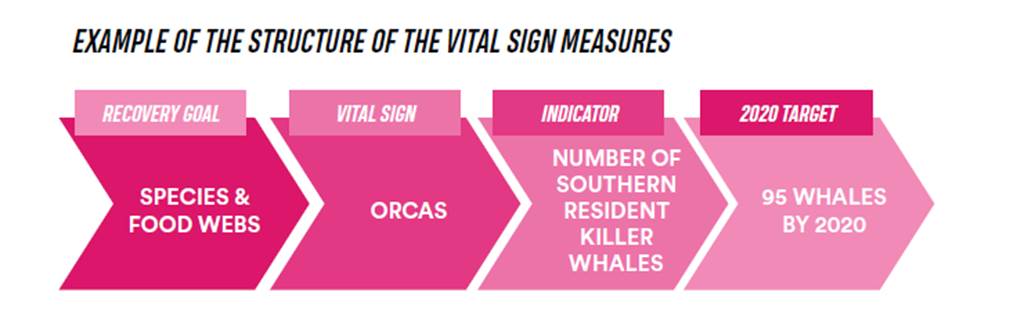 EXAMPLE OF THE STRUCTURE OF THE VITAL SIGN MEASURES
RECOVERY GOAL
SPECIES &
FOOD WEBS
VITAL SIGN
ORCAS
INDICATOR
NUMBER OF
SOUTHERN
RESIDENT
KILLER
WHALES
2020 TARGET
95 WHALES
BY 2020